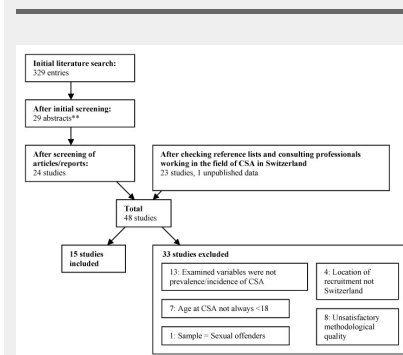 Initial literature search:
329 entries
After initial screening:
29 abstracts**
After screening of
articles/reports:
24 studies
After checking reference lists and consulting professionals
working in the field of CSA in Switzerland
23 studies, 1 unpublished data
Total
48 studies
15 studies
included
33 studies excluded
13: Examined variables were not
prevalence/incidence of CSA
7: Age at CSA not always <18
1: Sample = Sexual offenders
4: Location of
recruitment not
Switzerland
8: Unsatisfactory
methodological
quality